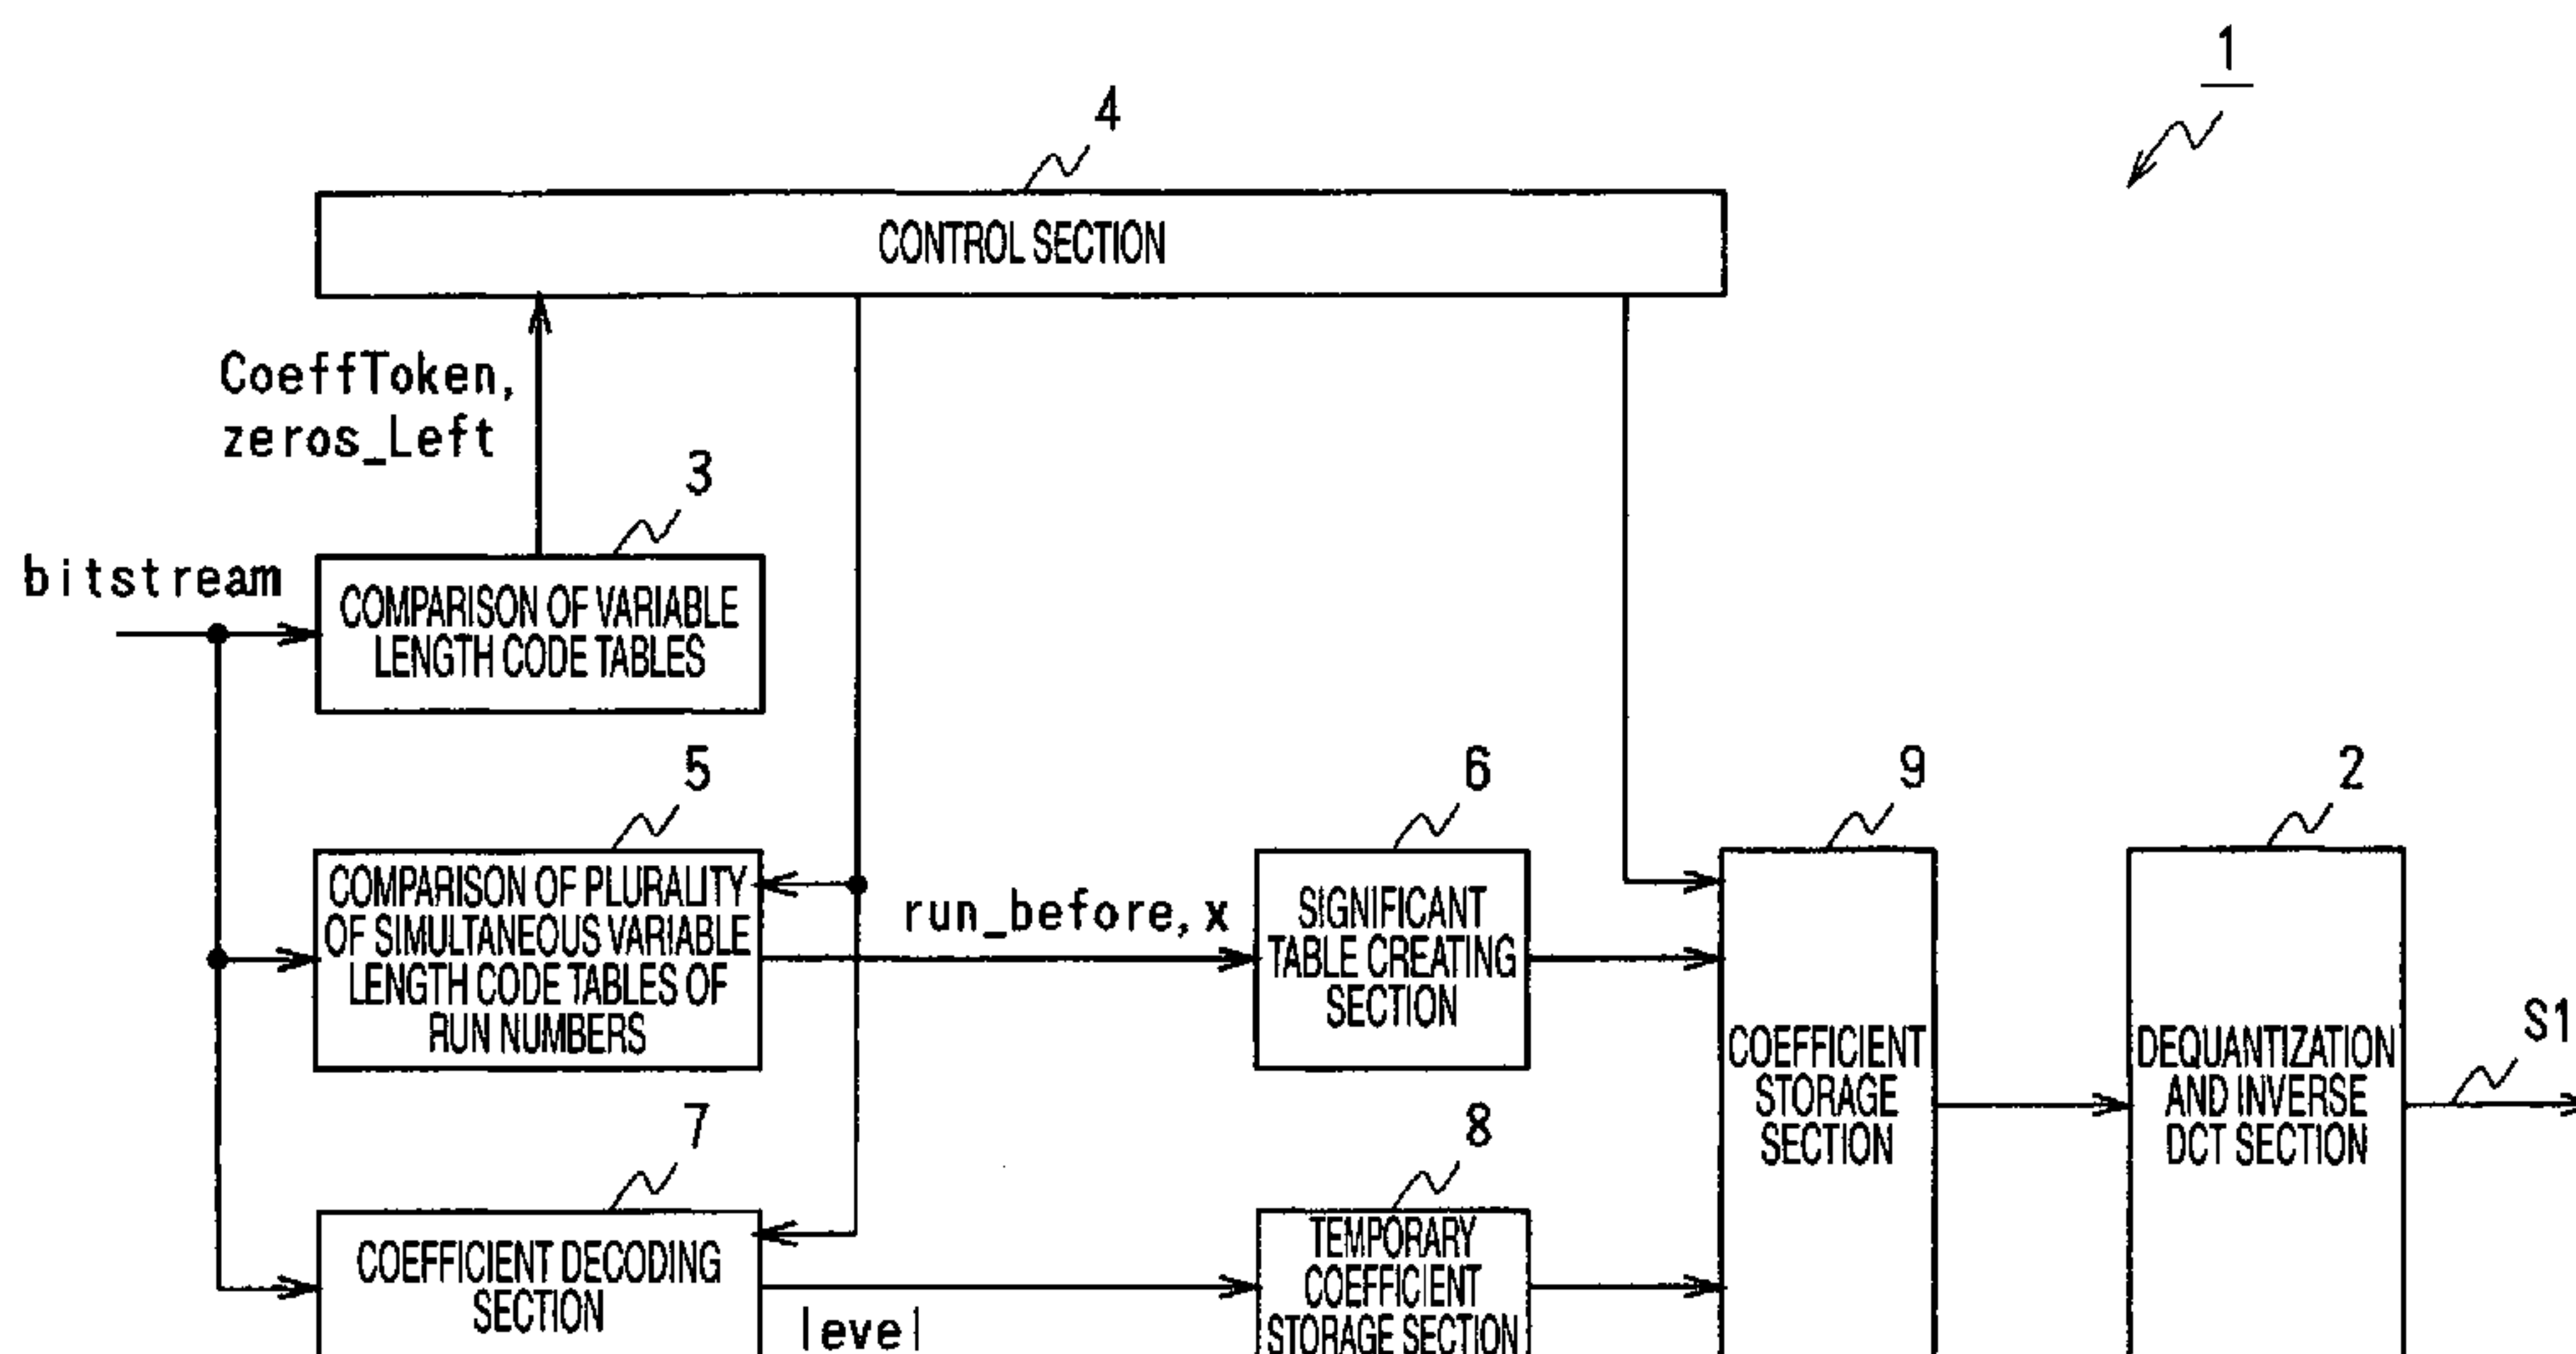 1
4
CONTROL SECTION
CoeffToken,
zeros_Left
3
bitstream
COMPARISON OF VARIABLE
LENGTH CODE TABLES
5
COMPARISON OF PLURALITY
OF SIMULTANEOUS VARIABLE
LENGTH CODE TABLES OF
RUN NUMBERS
run_before, x
6
SIGNIFICANT
TABLE CREATING
SECTION
9
COEFFICIENT
STORAGE
SECTION
2
DEQUANTIZATION
AND INVERSE
DCT SECTION
S1
7
COEFFICIENT DECODING
SECTION
level
8
TEMPORARY
COEFFICIENT
STORAGE SECTION